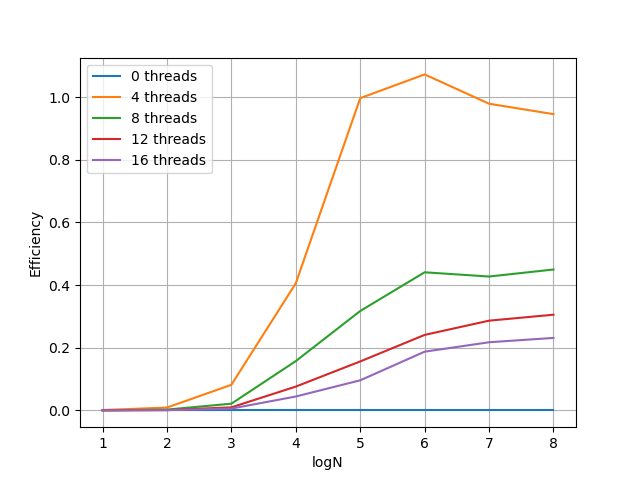 0 threads
4 threads
8 threads
12 threads
16 threads
Efficiency
1.0
0.8
0.6
0.4
0.2
0.0
1 2 3 4 5 6 7 8
logN